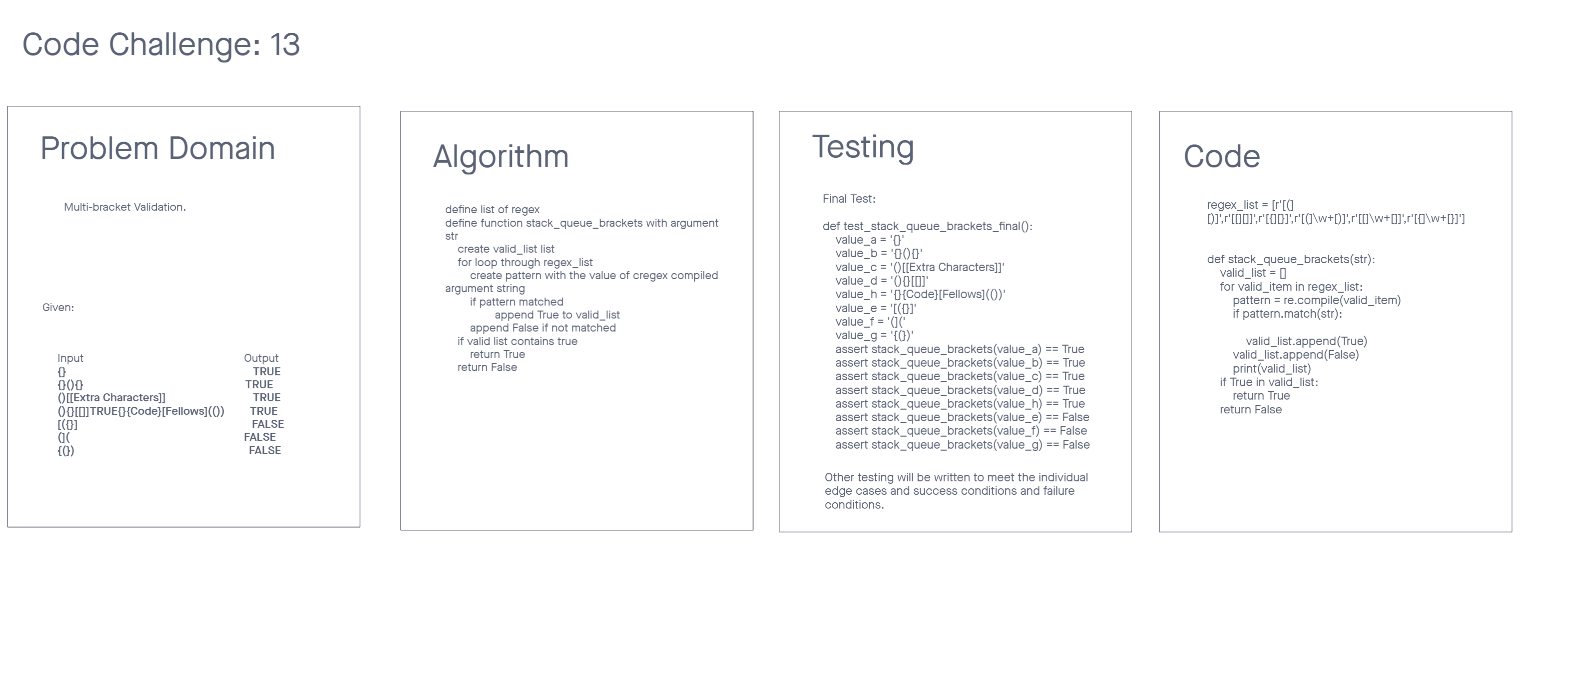 Code Challenge: 13
Problem Domain
Multi-bracket Validation.
Given:
Input Output
{} TRUE
{}(){} TRUE
()[[Extra Characters]] TRUE
(){}[[]]TRUE{}{Code}[Fellows](()) TRUE
[({}] FALSE
(]( FALSE
{(}) FALSE
Algorithm
define list of regex
define function stack_queue_brackets with argument
str
create valid_list list
for loop through regex_list
create pattern with the value of cregex compiled
argument string
if pattern matched
append True to valid_list
append False if not matched
if valid list contains true
return True
return False
Testing
Final Test:
def test_stack_queue_brackets_final():
value_a = '{}'
value_b = '{}(){}'
value_c = '()[[Extra Characters]]'
value_d = '(){}[[]]'
value_h = '{}{Code}[Fellows](())'
value_e = '[({}]'
value_f = '(]('
value_g = '{(})'
assert stack_queue_brackets(value_a) == True
assert stack_queue_brackets(value_b) == True
assert stack_queue_brackets(value_c) == True
assert stack_queue_brackets(value_d) == True
assert stack_queue_brackets(value_h) == True
assert stack_queue_brackets(value_e) == False
assert stack_queue_brackets(value_f) == False
assert stack_queue_brackets(value_g) == False
Other testing will be written to meet the individual
edge cases and success conditions and failure
conditions.
Code
regex_list = [r'[(]
[)]',r'[[][]]',r'[{][}]',r'[(]\w+[)]',r'[[]\w+[]]',r'[{]\w+[}]']
def stack_queue_brackets(str):
valid_list = []
for valid_item in regex_list:
pattern = re.compile(valid_item)
if pattern.match(str):
valid_list.append(True)
valid_list.append(False)
print(valid_list)
if True in valid_list:
return True
return False